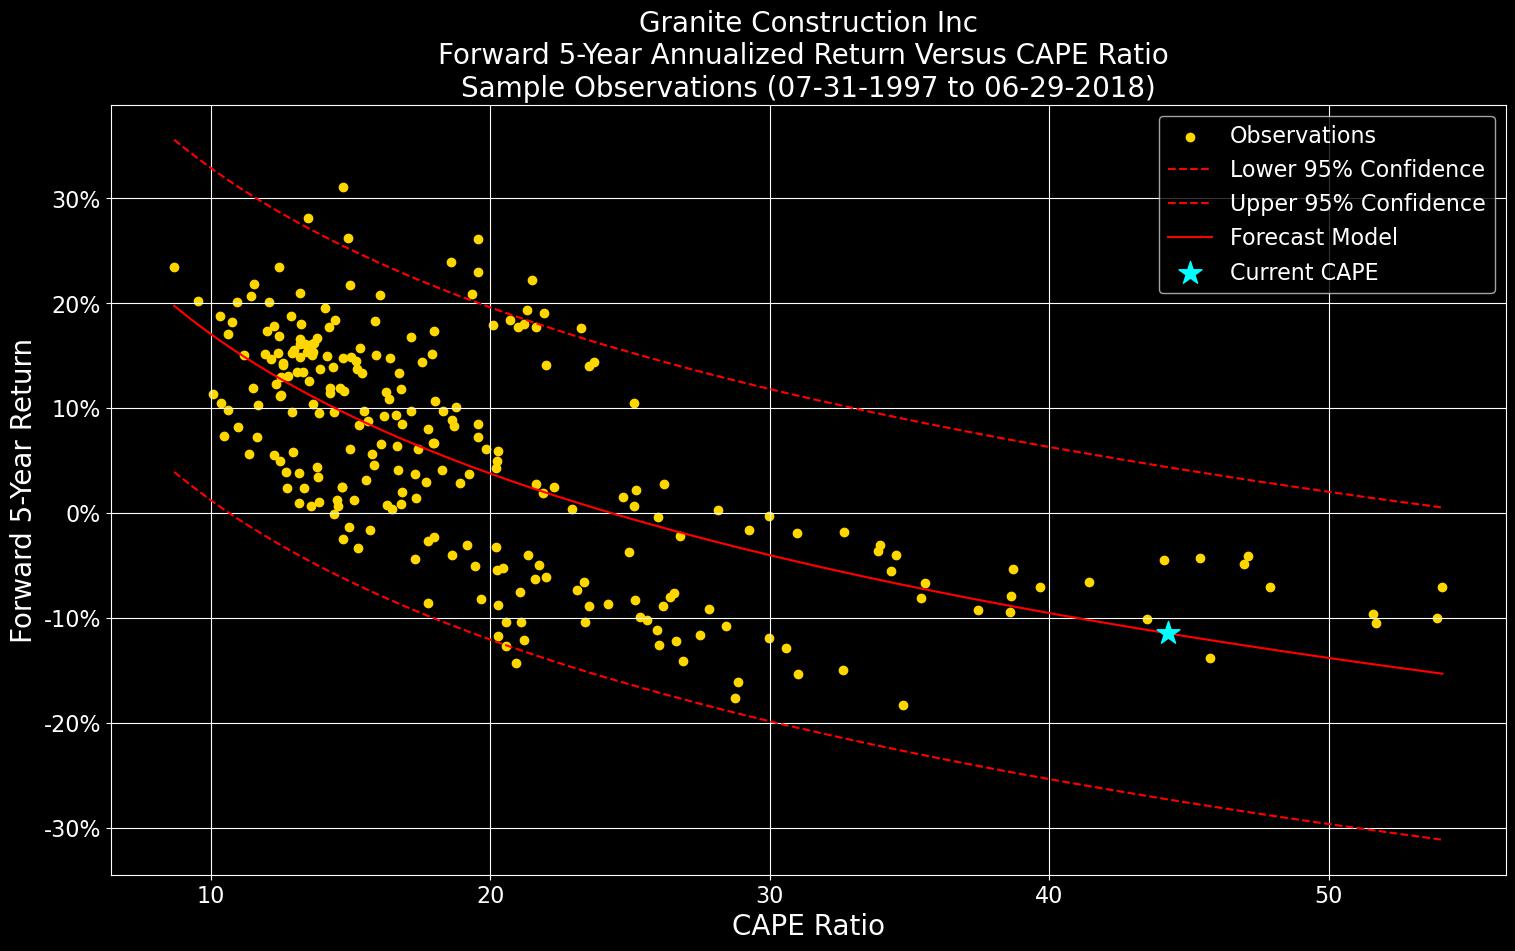 Granite Construction Inc
Forward 5-Year Annualized Return Versus CAPE Ratio
Sample Observations (07-31-1997 to 06-29-2018)
Observations
Lower 95% Confidence
Upper 95% Confidence
Forecast Model
Current CAPE
Forward 5-Year Return
30%
20%
10%
0%
-10%
-20%
-30%
10 20 30 40 50
CAPE Ratio